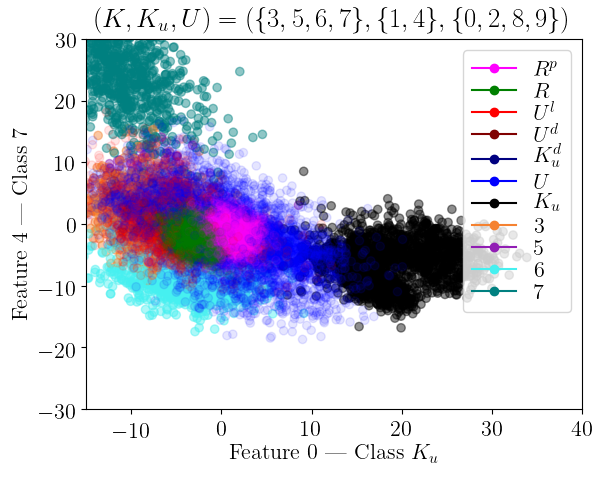 (K, K_u, U) = ({3, 5, 6, 7}, {1, 4}, {0, 2, 8, 9})
30
20
10
0
−10
−20
−30
Feature 4 — Class 7
−10
0
10
20
30
40
Feature 0 — Class K_u
R^p
R
U^l
U^d
K_u^d
U
K_u
3
5
6
7